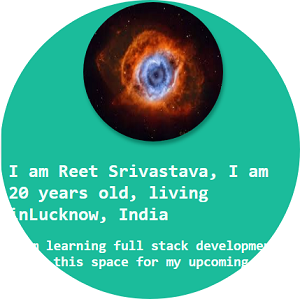 I am Reet Srivastava, I am
20 years old, living
inLucknow, India
learning full stack
this space for my upcoming